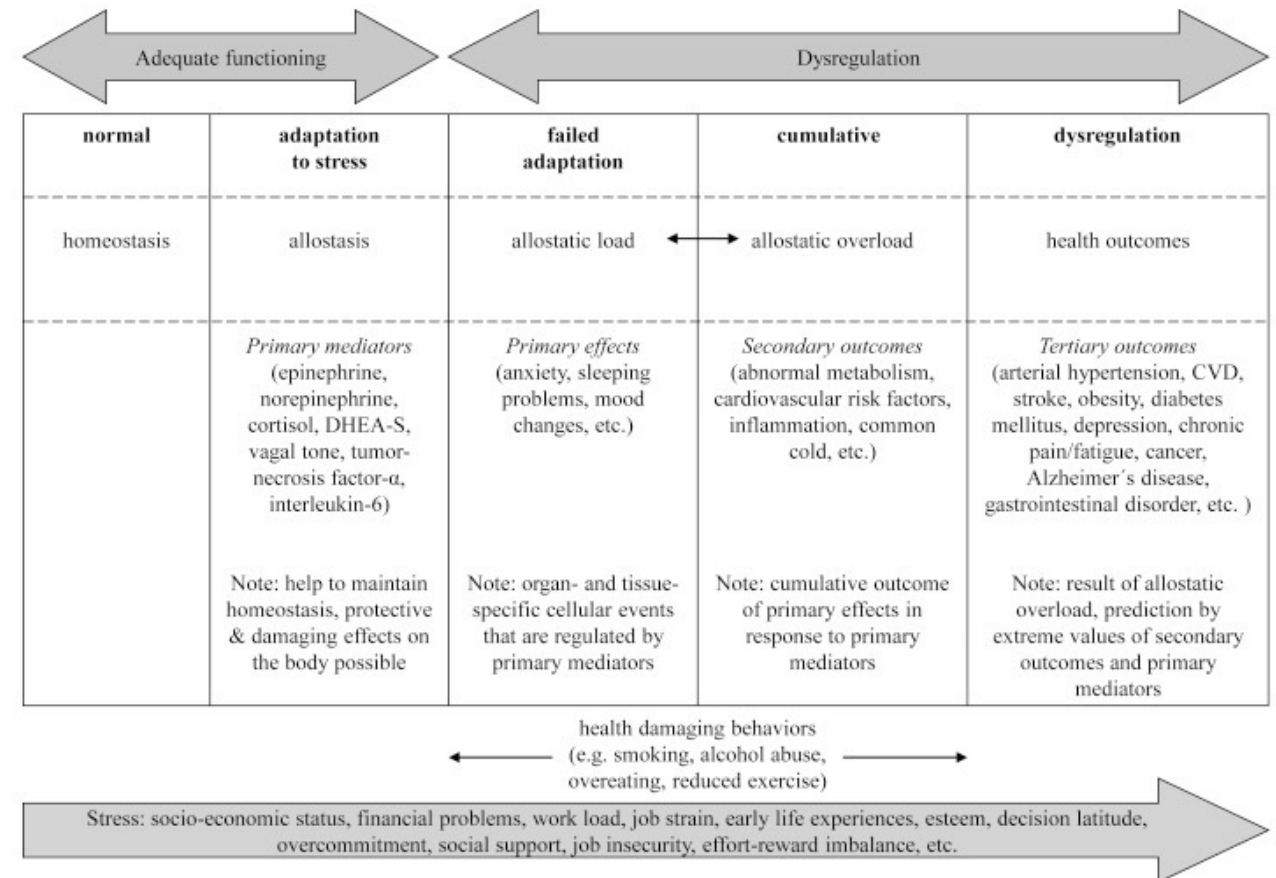 Adequate functioning
Dysregulation
normal
adaptation
to stress
failed
adaptation
cumulative
dysregulation
homeostasis
allostasis
allostatic load
allostatic overload
health outcomes
Primary mediators
(epinephrine,
norepinephrine,
cortisol, DHEA-S,
vagal tone, tumor-
necrosis factor-α,
interleukin-6)
Note: help to maintain
homeostasis, protective
& damaging effects on
the body possible
Primary effects
(anxiety, sleeping
problems, mood
changes, etc.)
Note: organ- and tissue-
specific cellular events
that are regulated by
primary mediators
Secondary outcomes
(abnormal metabolism,
cardiovascular risk factors,
inflammation, common
cold, etc.)
Note: cumulative outcome
of primary effects in
response to primary
mediators
Tertiary outcomes
(arterial hypertension, CVD,
stroke, obesity, diabetes
mellitus, depression, chronic
pain/fatigue, cancer,
Alzheimer´s disease,
gastrointestinal disorder, etc. )
Note: result of allostatic
overload, prediction by
extreme values of secondary
outcomes and primary
mediators
health damaging behaviors
(e.g. smoking, alcohol abuse,
overeating, reduced exercise)
Stress: socio-economic status, financial problems, work load, job strain, early life experiences, esteem, decision latitude,
overcommitment, social support, job insecurity, effort-reward imbalance, etc.